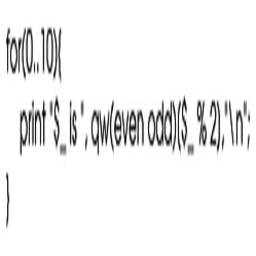 for(0..10){
print "$_ is ", qw(even odd)($_ % 2),"\n";
}